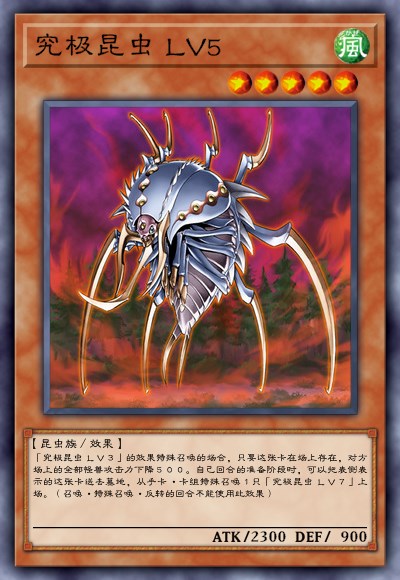 究极昆虫 LV5
風
【昆虫族／效果】
「究极昆虫 LV3」的效果特殊召唤的场合，只要这张卡在场上存在，对方
场上的全部怪兽攻击力下降５００。自己回合的准备阶段时，可以把表侧表
示的这张卡送去墓地，从手卡·卡组特殊召唤１只「究极昆虫 LV7」上
场。（召唤·特殊召唤·反转的回合不能使用此效果）
ATK/2300 DEF/ 900